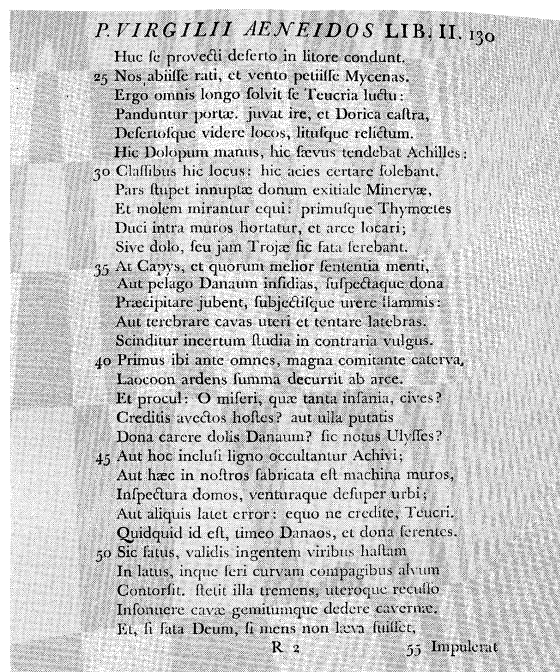 P. VIRGILII AENEIDOS LIB. II. 130
Huc ſe provecti deſerto in litore condunt.
25 Nos abiiſſe rati, et vento petiiſſe Mycenas.
Ergo omnis longo ſolvit ſe Teucria luctu:
Panduntur portæ. juvat ire, et Dorica caſtra,
Deſertoſque videre locos, lituſque relictum.
Hic Dolopum manus, hic ſævus tendebat Achilles:
30 Claſſibus hic locus: hic acies certare ſolebant.
Pars ſtupet innuptæ donum exitiale Minervæ,
Et molem mirantur equi: primuſque Thymœtes
Duci intra muros hortatur, et arce locari;
Sive dolo, ſeu jam Trojæ ſic fata ferebant.
35 At Capys, et quorum melior ſententia menti,
Aut pelago Danaum inſidias, ſuſpectaque dona
Præcipitare jubent, ſubjectiſque urere flammis:
Aut terebrare cavas uteri et tentare latebras.
Scinditur incertum ſtudia in contraria vulgus.
40 Primus ibi ante omnes, magna comitante caterva,
Laocoon ardens ſumma decurrit ab arce.
Et procul: O miſeri, quæ tanta inſania, cives?
Creditis avectos hoſtes? aut ulla putatis
Dona carere dolis Danaum? ſic notus Ulyſſes?
45 Aut hoc incluſi ligno occultantur Achivi;
Aut hæc in noſtros fabricata eſt machina muros,
Inſpectura domos, venturaque deſuper urbi;
Aut aliquis latet error: equo ne credite, Teucri.
Quidquid id eſt, timeo Danaos, et dona ferentes.
50 Sic fatus, validis ingentem viribus haſtam
In latus, inque feri curvam compagibus alvum
Contorſit. ſtetit illa tremens, uteroque recuſſo
Inſonuere cavæ gemitumque dedere cavernæ.
Et, ſi fata Deum, ſi mens non læva fuiſſet,
R 2 55 Impulerat